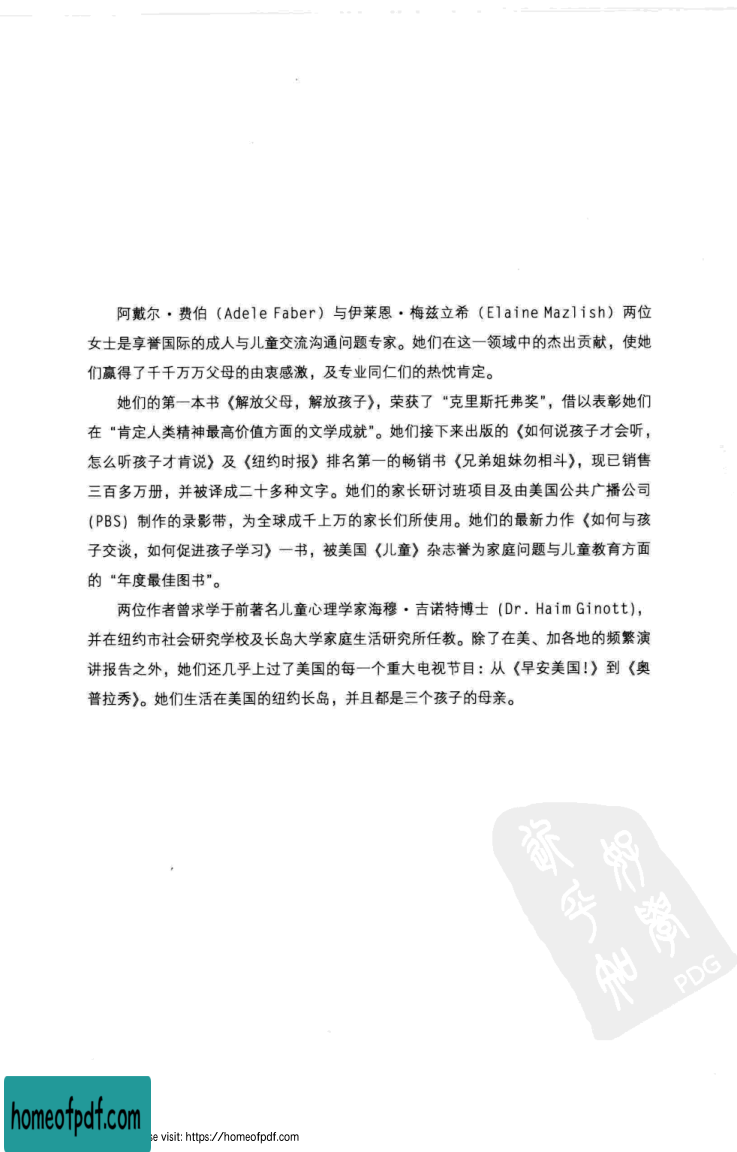 阿戴尔·费伯（Adele Faber）与伊莱恩·梅兹立希（Elaine Mazlish）两位
女士是享誉国际的成人与儿童交流沟通问题专家。她们在这一领域中的杰出贡献，使她
们赢得了千千万万父母的由衷感激，及专业同仁们的热忱肯定。
她们的第一本书《解放父母，解放孩子》，荣获了“克里斯托弗奖”，借以表彰她们
在“肯定人类精神最高价值方面的文学成就”。她们接下来出版的《如何说孩子才会听，
怎么听孩子才肯说》及《纽约时报》排名第一的畅销书《兄弟姐妹勿相斗》，现已销售
三百多万册，并被译成二十多种文字。她们的家长研讨班项目及由美国公共广播公司
(PBS) 制作的录影带，为全球成千上万的家长们所使用。她们的最新力作《如何与孩
子交谈，如何促进孩子学习》一书，被美国《儿童》杂志誉为家庭问题与儿童教育方面
的“年度最佳图书”。
两位作者曾求学于前著名儿童心理学家海穆·吉诺特博士（Dr. Haim Ginott），
并在纽约市社会研究学校及长岛大学家庭生活研究所任教。除了在美、加各地的频繁演
讲报告之外，她们还几乎上过了美国的每一个重大电视节目：从《早安美国!》到《奥
普拉秀》。她们生活在美国的纽约长岛，并且都是三个孩子的母亲。
PDG
homeofpdf.com
se visit: https://homeofpdf.com